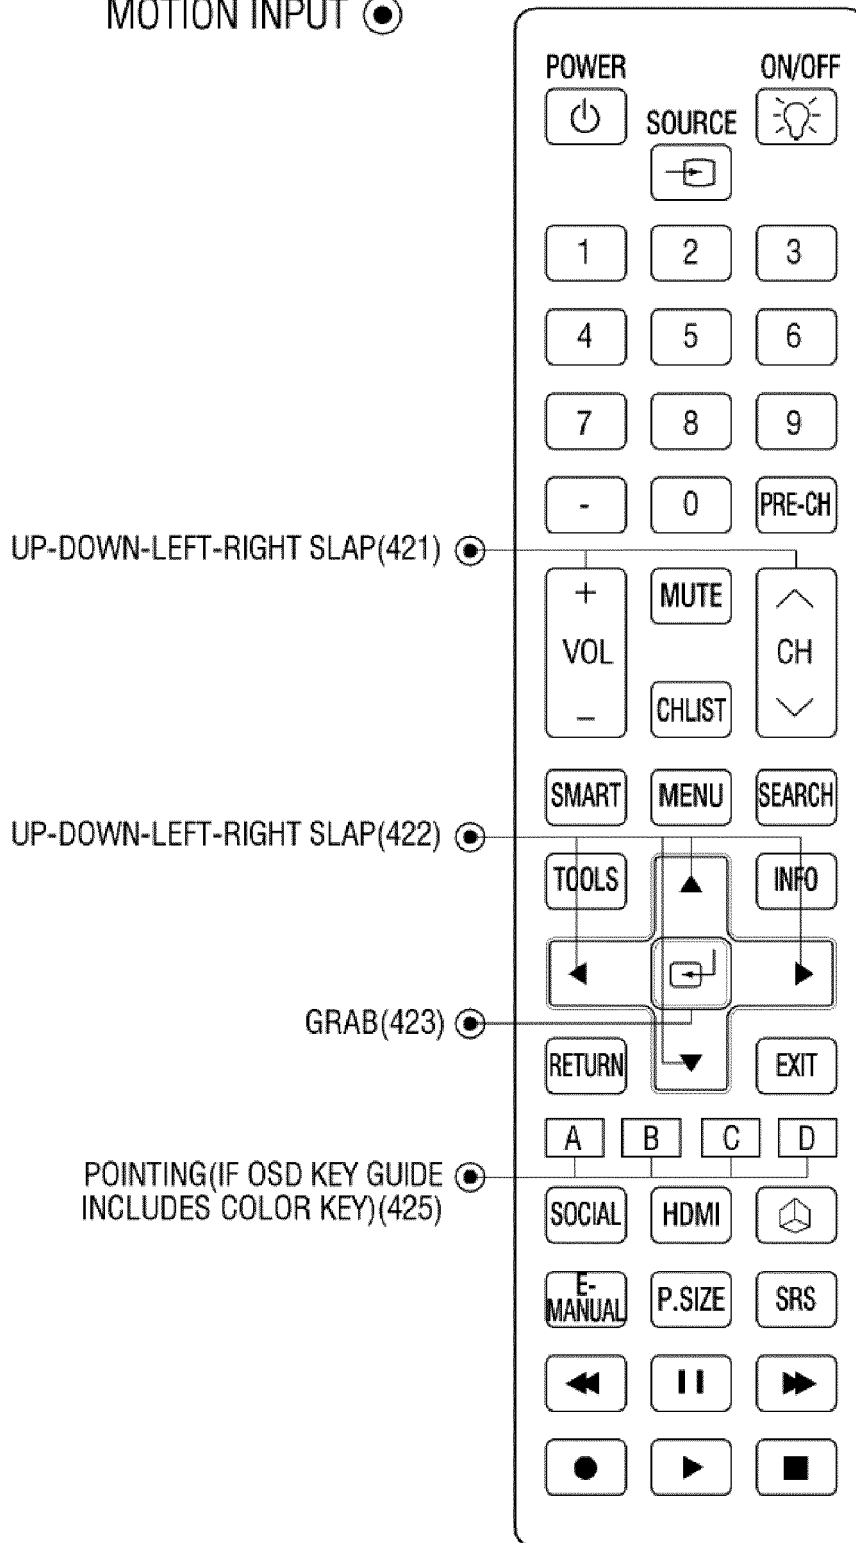 MOTION INPUT
POWER ON/OFF
SOURCE
1 2 3
4 5 6
7 8 9
- 0 PRE-CH
UP-DOWN-LEFT-RIGHT SLAP(421)
+ MUTE
VOL CH
− CHLIST
SMART MENU SEARCH
UP-DOWN-LEFT-RIGHT SLAP(422)
TOOLS INFO
GRAB(423)
RETURN EXIT
A B C D
POINTING(IF OSD KEY GUIDE
INCLUDES COLOR KEY)(425)
SOCIAL HDMI
E-
MANUAL P.SIZE SRS